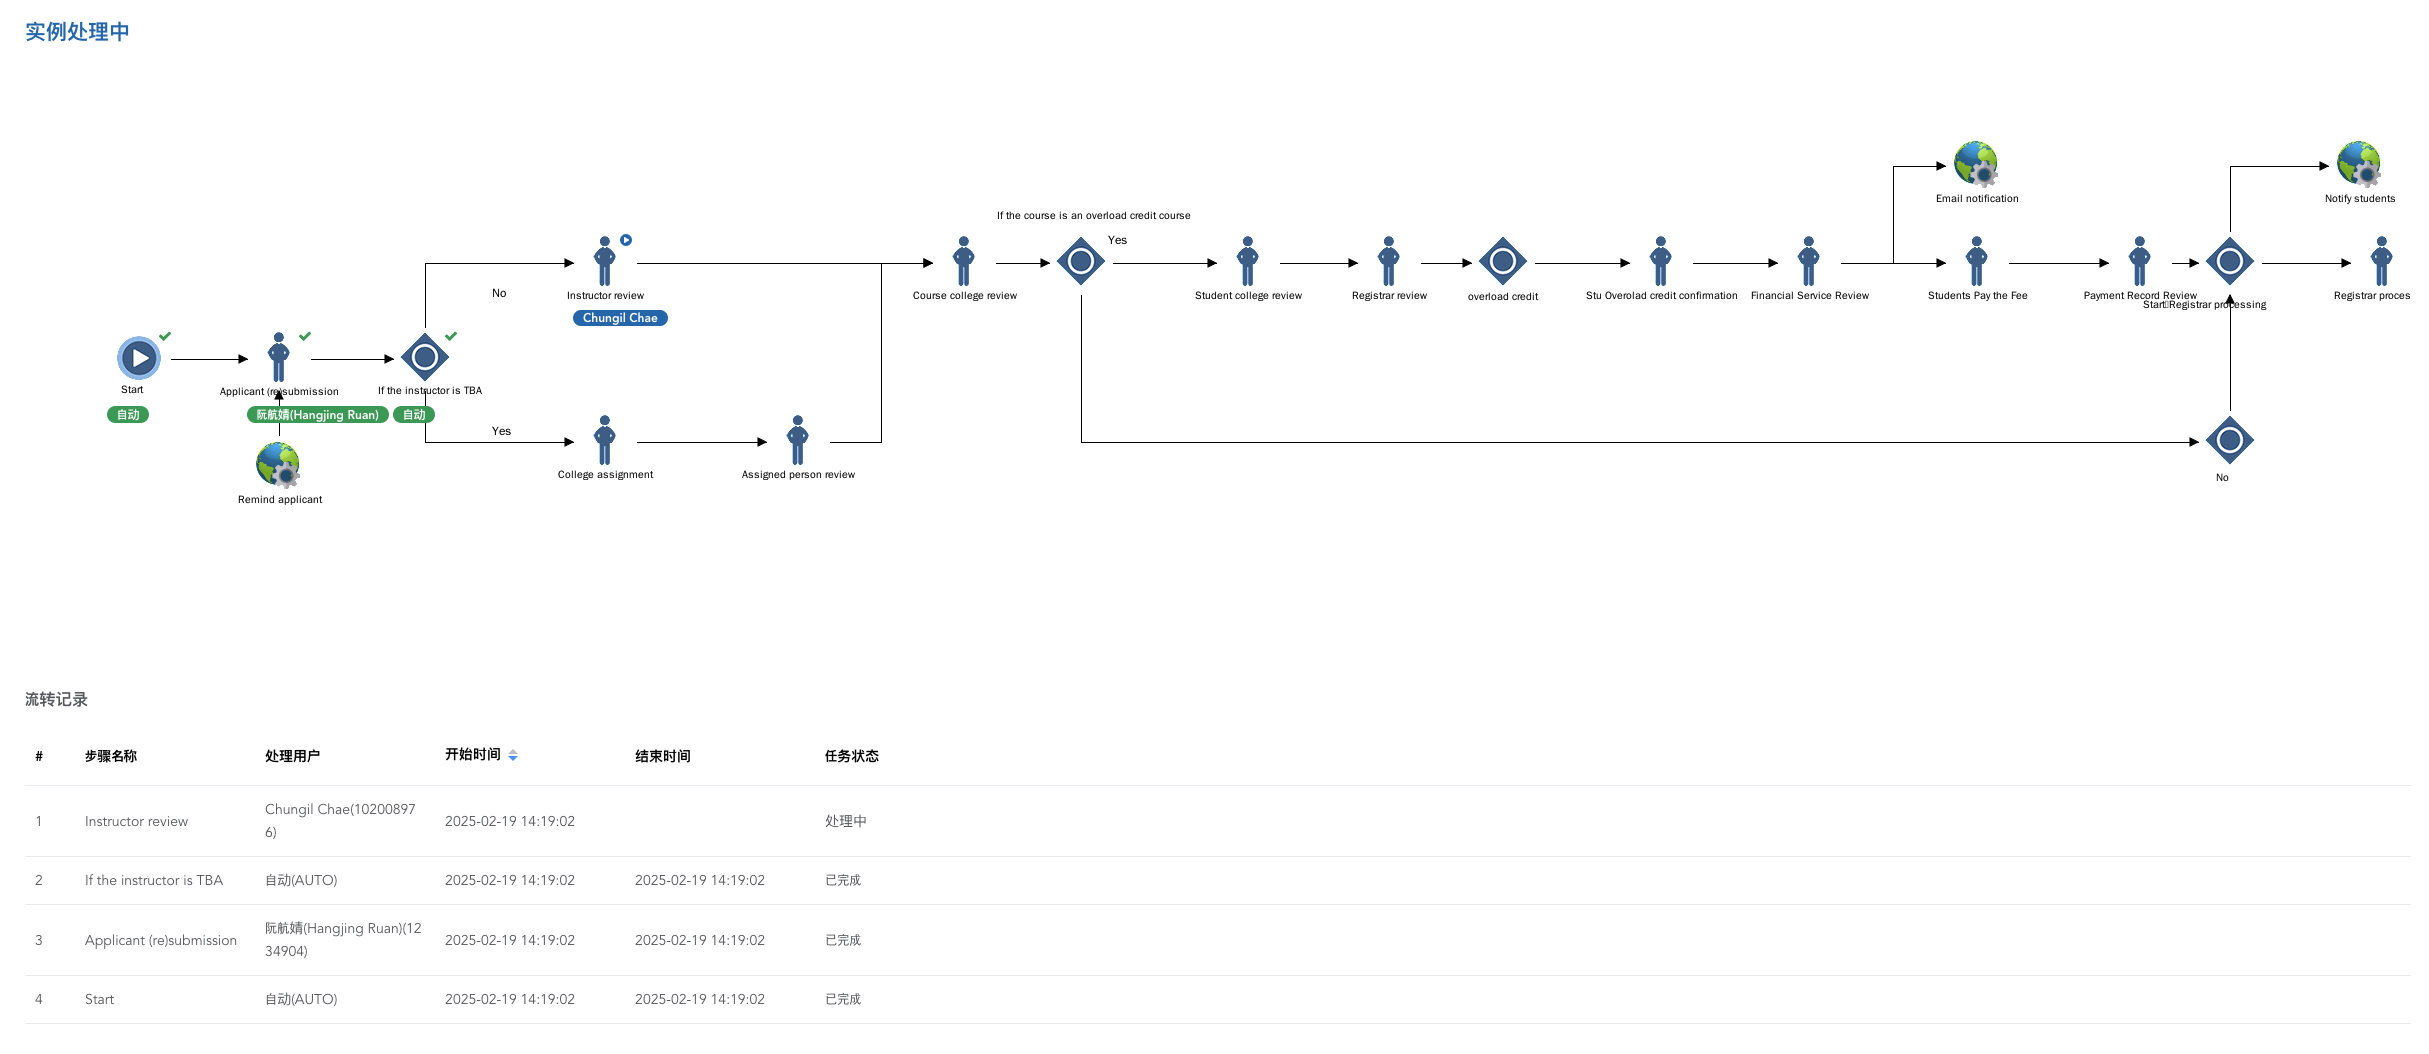 实例处理中
Email notification
Notify students
If the course is an overload credit course
Yes
No
Instructor review
Chungil Chae
Course college review
Student college review
Registrar review
overload credit
Stu Overolad credit confirmation
Financial Service Review
Students Pay the Fee
Payment Record Review
Start▯Registrar processing
Registrar proces
Start
自动
Applicant (re)submission
阮航婧(Hangjing Ruan)
If the instructor is TBA
自动
Yes
Remind applicant
College assignment
Assigned person review
No
流转记录
# 步骤名称 处理用户 开始时间 结束时间 任务状态
1 Instructor review Chungil Chae(10200897
6) 2025-02-19 14:19:02 处理中
2 If the instructor is TBA 自动(AUTO) 2025-02-19 14:19:02 2025-02-19 14:19:02 已完成
3 Applicant (re)submission 阮航婧(Hangjing Ruan)(12
34904) 2025-02-19 14:19:02 2025-02-19 14:19:02 已完成
4 Start 自动(AUTO) 2025-02-19 14:19:02 2025-02-19 14:19:02 已完成